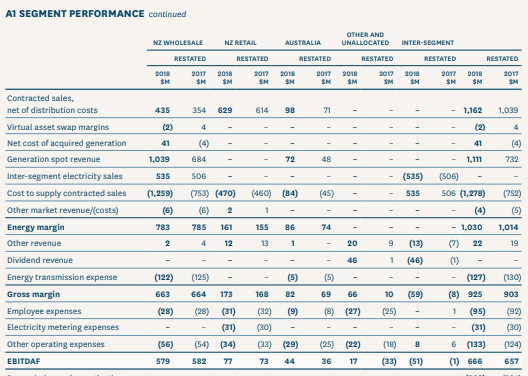 A1 SEGMENT PERFORMANCE continued
NZ WHOLESALE NZ RETAIL AUSTRALIA OTHER AND UNALLOCATED INTER-SEGMENT
RESTATED RESTATED RESTATED RESTATED RESTATED RESTATED
2018 $M 2017 $M 2018 $M 2017 $M 2018 $M 2017 $M 2018 $M 2017 $M 2018 $M 2017 $M 2018 $M 2017 $M
Contracted sales,
net of distribution costs 435 354 629 614 98 71 – – – – 1,162 1,039
Virtual asset swap margins (2) 4 – – – – – – – – (2) 4
Net cost of acquired generation 41 (4) – – – – – – – – 41 (4)
Generation spot revenue 1,039 684 – – 72 48 – – – – 1,111 732
Inter-segment electricity sales 535 506 – – – – – – (535) (506) – –
Cost to supply contracted sales (1,259) (753) (470) (460) (84) (45) – – 535 506 (1,278) (752)
Other market revenue/(costs) (6) (6) 2 1 – – – – – – (4) (5)
Energy margin 783 785 161 155 86 74 – – – – 1,030 1,014
Other revenue 2 4 12 13 1 – 20 9 (13) (7) 22 19
Dividend revenue – – – – – – 46 1 (46) (1) – –
Energy transmission expense (122) (125) – – (5) (5) – – – – (127) (130)
Gross margin 663 664 173 168 82 69 66 10 (59) (8) 925 903
Employee expenses (28) (28) (31) (32) (9) (8) (27) (25) – 1 (95) (92)
Electricity metering expenses – – (31) (30) – – – – – – (31) (30)
Other operating expenses (56) (54) (34) (33) (29) (25) (22) (18) 8 6 (133) (124)
EBITDAF 579 582 77 73 44 36 17 (33) (51) (1) 666 657